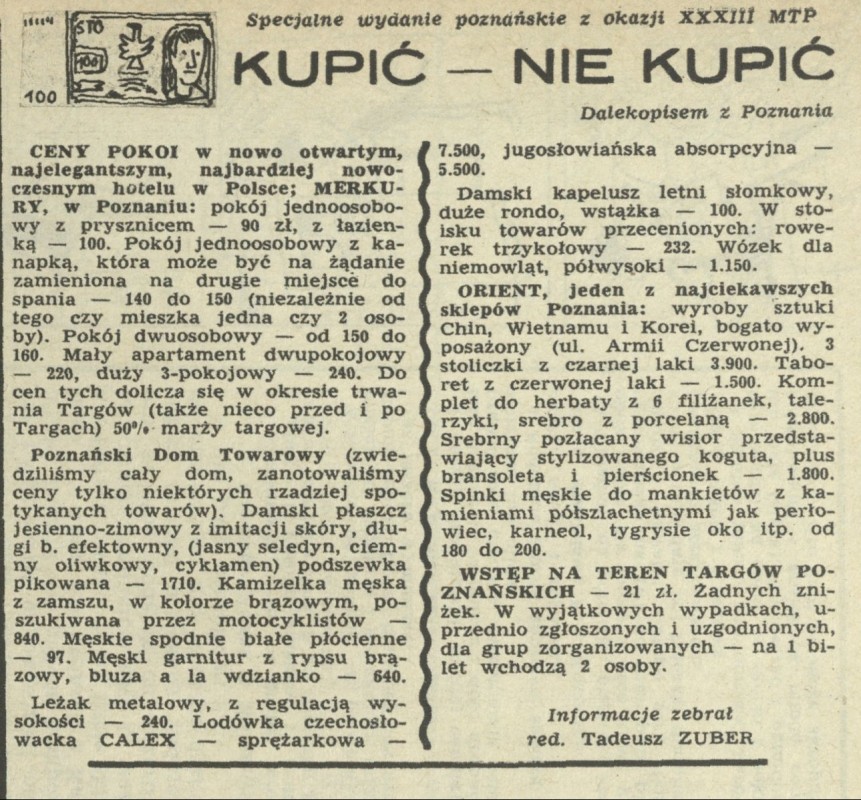 STO
100
100
Specjalne wydanie poznańskie z okazji XXXIII MTP
KUPIĆ — NIE KUPIĆ
Dalekopisem z Poznania
CENY POKOI w nowo otwartym,
najelegantszym, najbardziej nowo-
czesnym hotelu w Polsce; MERKU-
RY, w Poznaniu: pokój jednoosobo-
wy z prysznicem — 90 zł, z łazien-
ką — 100. Pokój jednoosobowy z ka-
napką, która może być na żądanie
zamieniona na drugie miejsce do
spania — 140 do 150 (niezależnie od
tego czy mieszka jedna czy 2 oso-
by). Pokój dwuosobowy — od 150 do
160. Mały apartament dwupokojowy
— 220, duży 3-pokojowy — 240. Do
cen tych dolicza się w okresie trwa-
nia Targów (także nieco przed i po
Targach) 50% marży targowej.
Poznański Dom Towarowy (zwie-
dziliśmy cały dom, zanotowaliśmy
ceny tylko niektórych rzadziej spo-
tykanych towarów). Damski płaszcz
jesienno-zimowy z imitacji skóry, dłu-
gi b. efektowny, (jasny seledyn, ciem-
ny oliwkowy, cyklamen) podszewka
pikowana — 1710. Kamizelka męska
z zamszu, w kolorze brązowym, po-
szukiwana przez motocyklistów —
840. Męskie spodnie białe płócienne
— 97. Męski garnitur z rypsu brą-
zowy, bluza a la wdzianko — 640.
Leżak metalowy, z regulacją wy-
sokości — 240. Lodówka czechosło-
wacka CALEX — sprężarkowa —
7.500, jugosłowiańska absorpcyjna —
5.500.
Damski kapelusz letni słomkowy,
duże rondo, wstążka — 100. W sto-
isku towarów przecenionych: rowe-
rek trzykołowy — 232. Wózek dla
niemowląt, półwysoki — 1.150.
ORIENT, jeden z najciekawszych
sklepów Poznania: wyroby sztuki
Chin, Wietnamu i Korei, bogato wy-
posażony (ul. Armii Czerwonej). 3
stoliczki z czarnej laki 3.900. Tabo-
ret z czerwonej laki — 1.500. Kom-
plet do herbaty z 6 filiżanek, tale-
rzyki, srebro z porcelaną — 2.800.
Srebrny pozłacany wisior przedsta-
wiający stylizowanego koguta, plus
bransoleta i pierścionek — 1.800.
Spinki męskie do mankietów z ka-
mieniami półszlachetnymi jak perło-
wiec, karneol, tygrysie oko itp. od
180 do 200.
WSTĘP NA TEREN TARGÓW PO-
ZNAŃSKICH — 21 zł. Żadnych zni-
żek. W wyjątkowych wypadkach, u-
przednio zgłoszonych i uzgodnionych,
dla grup zorganizowanych — na 1 bi-
let wchodzą 2 osoby.
Informacje zebrał
red. Tadeusz ZUBER